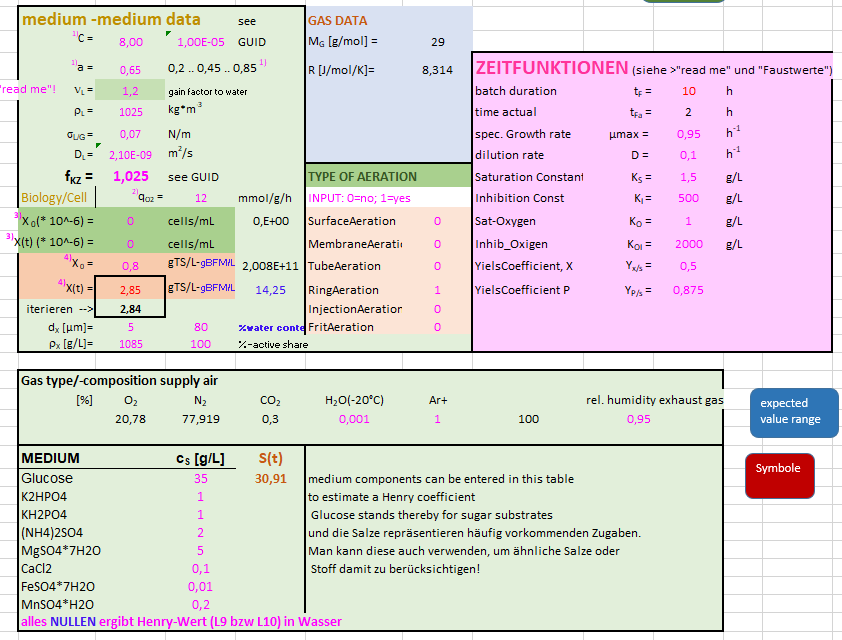 medium -medium data see
1)C = 8,00 1,00E-05 GUID
1)a = 0,65 0,2 .. 0,45 .. 0,85 1)
"read me"! νL = 1,2 gain factor to water
ρL = 1025 kg*m-3
σL/G = 0,07 N/m
DL = 2,10E-09 m2/s
fKZ = 1,025 see GUID
Biology/Cell 2)qO2 = 12 mmol/g/h
3)X0(* 10^-6) = 0 cells/mL 0,E+00
3)X(t) (* 10^-6) = 0 cells/mL
4)X0 = 0,8 gTS/L-gBFM/L 2,008E+11
4)X(t) = 2,85 gTS/L-gBFM/L 14,25
iterieren --> 2,84
dx [µm]= 5 80 %water conte
ρx [g/L]= 1085 100 %-active share
GAS DATA
MG [g/mol] = 29
R [J/mol/K]= 8,314
TYPE OF AERATION
INPUT: 0=no; 1=yes
SurfaceAeration 0
MembraneAeratio 0
TubeAeration 0
RingAeration 1
InjectionAeration 0
FritAeration 0
ZEITFUNKTIONEN (siehe >"read me" und "Faustwerte")
batch duration tF = 10 h
time actual tFa = 2 h
spec. Growth rate µmax = 0,95 h-1
dilution rate D = 0,1 h-1
Saturation Constant KS = 1,5 g/L
Inhibition Const KI = 500 g/L
Sat-Oxygen KO = 1 g/L
Inhib_Oxigen KOI = 2000 g/L
YielsCoefficient, X Yx/s = 0,5
YielsCoefficient P YP/s = 0,875
Gas type/-composition supply air
[%] O2 N2 CO2 H2O(-20°C) Ar+ rel. humidity exhaust gas
20,78 77,919 0,3 0,001 1 100 0,95
expected
value range
Symbole
MEDIUM cS [g/L] S(t)
Glucose 35 30,91 medium components can be entered in this table
K2HPO4 1 to estimate a Henry coefficient
KH2PO4 1 Glucose stands thereby for sugar substrates
(NH4)2SO4 2 und die Salze repräsentieren häufig vorkommenden Zugaben.
MgSO4*7H2O 5 Man kann diese auch verwenden, um ähnliche Salze oder
CaCl2 0,1 Stoff damit zu berücksichtigen!
FeSO4*7H2O 0,01
MnSO4*H2O 0,2
alles NULLEN ergibt Henry-Wert (L9 bzw L10) in Wasser